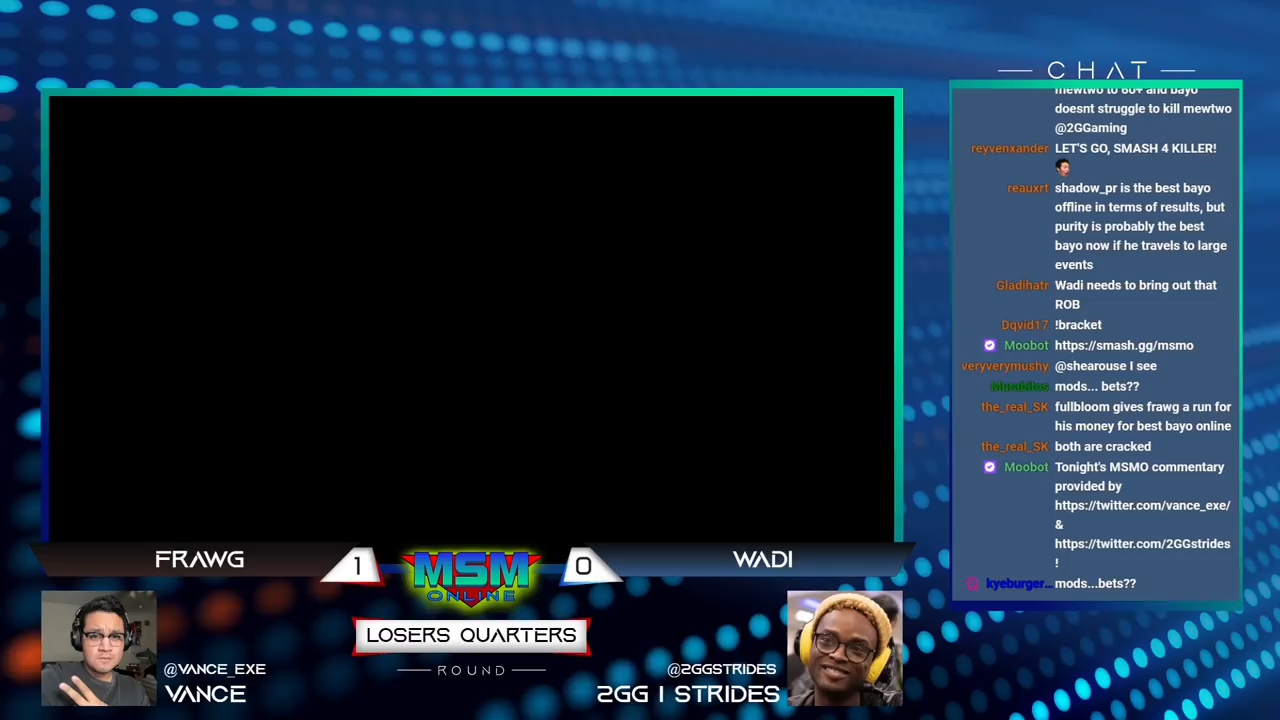 CHAT
mewtwo to 60+ and bayo
doesnt struggle to kill mewtwo
@2GGaming
reyvenxander LET'S GO, SMASH 4 KILLER!
reauxrt shadow_pr is the best bayo
offline in terms of results, but
purity is probably the best
bayo now if he travels to large
events
Gladihatr Wadi needs to bring out that
ROB
Dqvid17 !bracket
Moobot https://smash.gg/msmo
veryverymushy @shearouse I see
Murabitos mods... bets??
the_real_SK fullbloom gives frawg a run for
his money for best bayo online
the_real_SK both are cracked
Moobot Tonight's MSMO commentary
provided by
https://twitter.com/vance_exe/
&
https://twitter.com/2GGstrides
!
kyeburger... mods...bets??
FRAWG 1 MSM ONLINE 0 WADI
LOSERS QUARTERS
ROUND
@VANCE_EXE
VANCE
@2GGSTRIDES
2GG | STRIDES